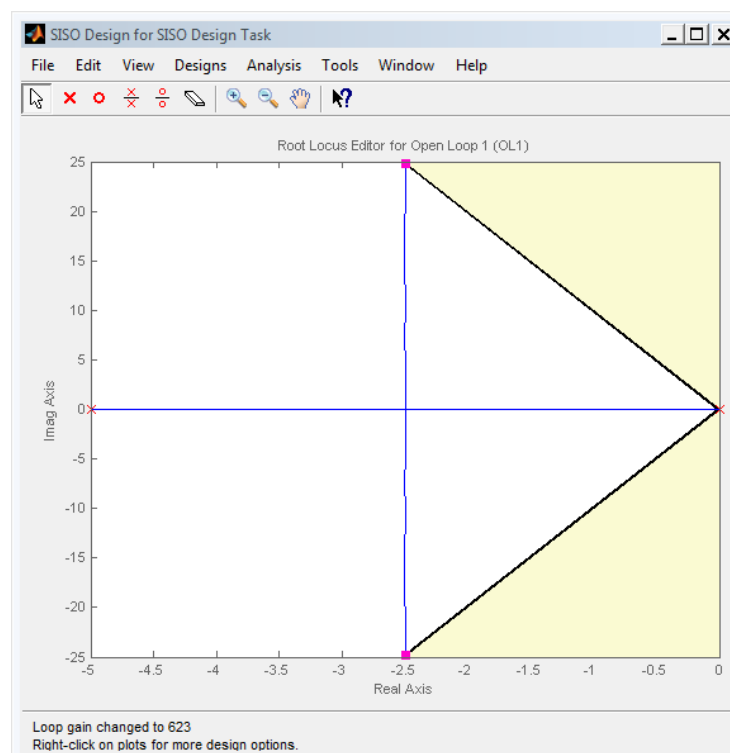 SISO Design for SISO Design Task
File Edit View Designs Analysis Tools Window Help
Root Locus Editor for Open Loop 1 (OL1)
25
20
15
10
5
0
-5
-10
-15
-20
-25
Imag Axis
-5 -4.5 -4 -3.5 -3 -2.5 -2 -1.5 -1 -0.5 0
Real Axis
Loop gain changed to 623
Right-click on plots for more design options.